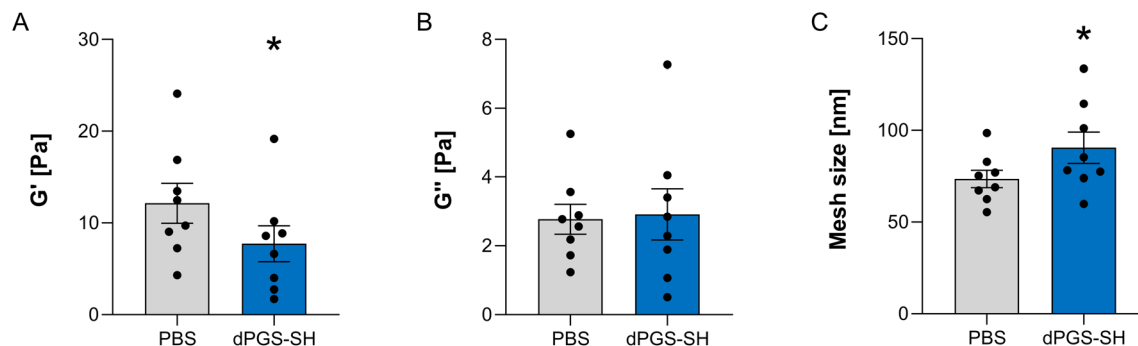 A
G' [Pa]
30
20
10
0
*
PBS
dPGS-SH
B
G'' [Pa]
8
6
4
2
0
PBS
dPGS-SH
C
Mesh size [nm]
150
100
50
0
*
PBS
dPGS-SH